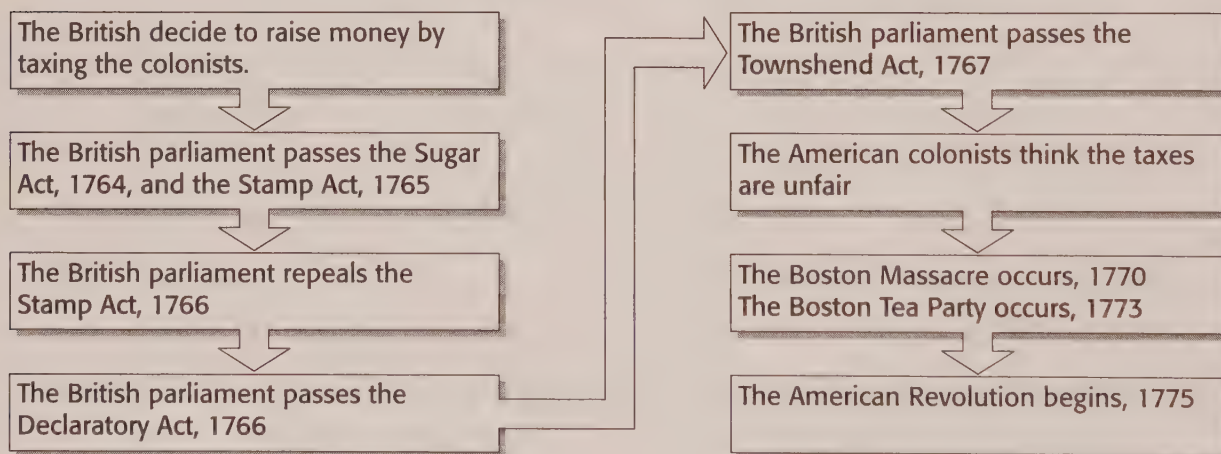 The British decide to raise money by
taxing the colonists.
The British parliament passes the Sugar
Act, 1764, and the Stamp Act, 1765
The British parliament repeals the
Stamp Act, 1766
The British parliament passes the
Declaratory Act, 1766
The British parliament passes the
Townshend Act, 1767
The American colonists think the taxes
are unfair
The Boston Massacre occurs, 1770
The Boston Tea Party occurs, 1773
The American Revolution begins, 1775